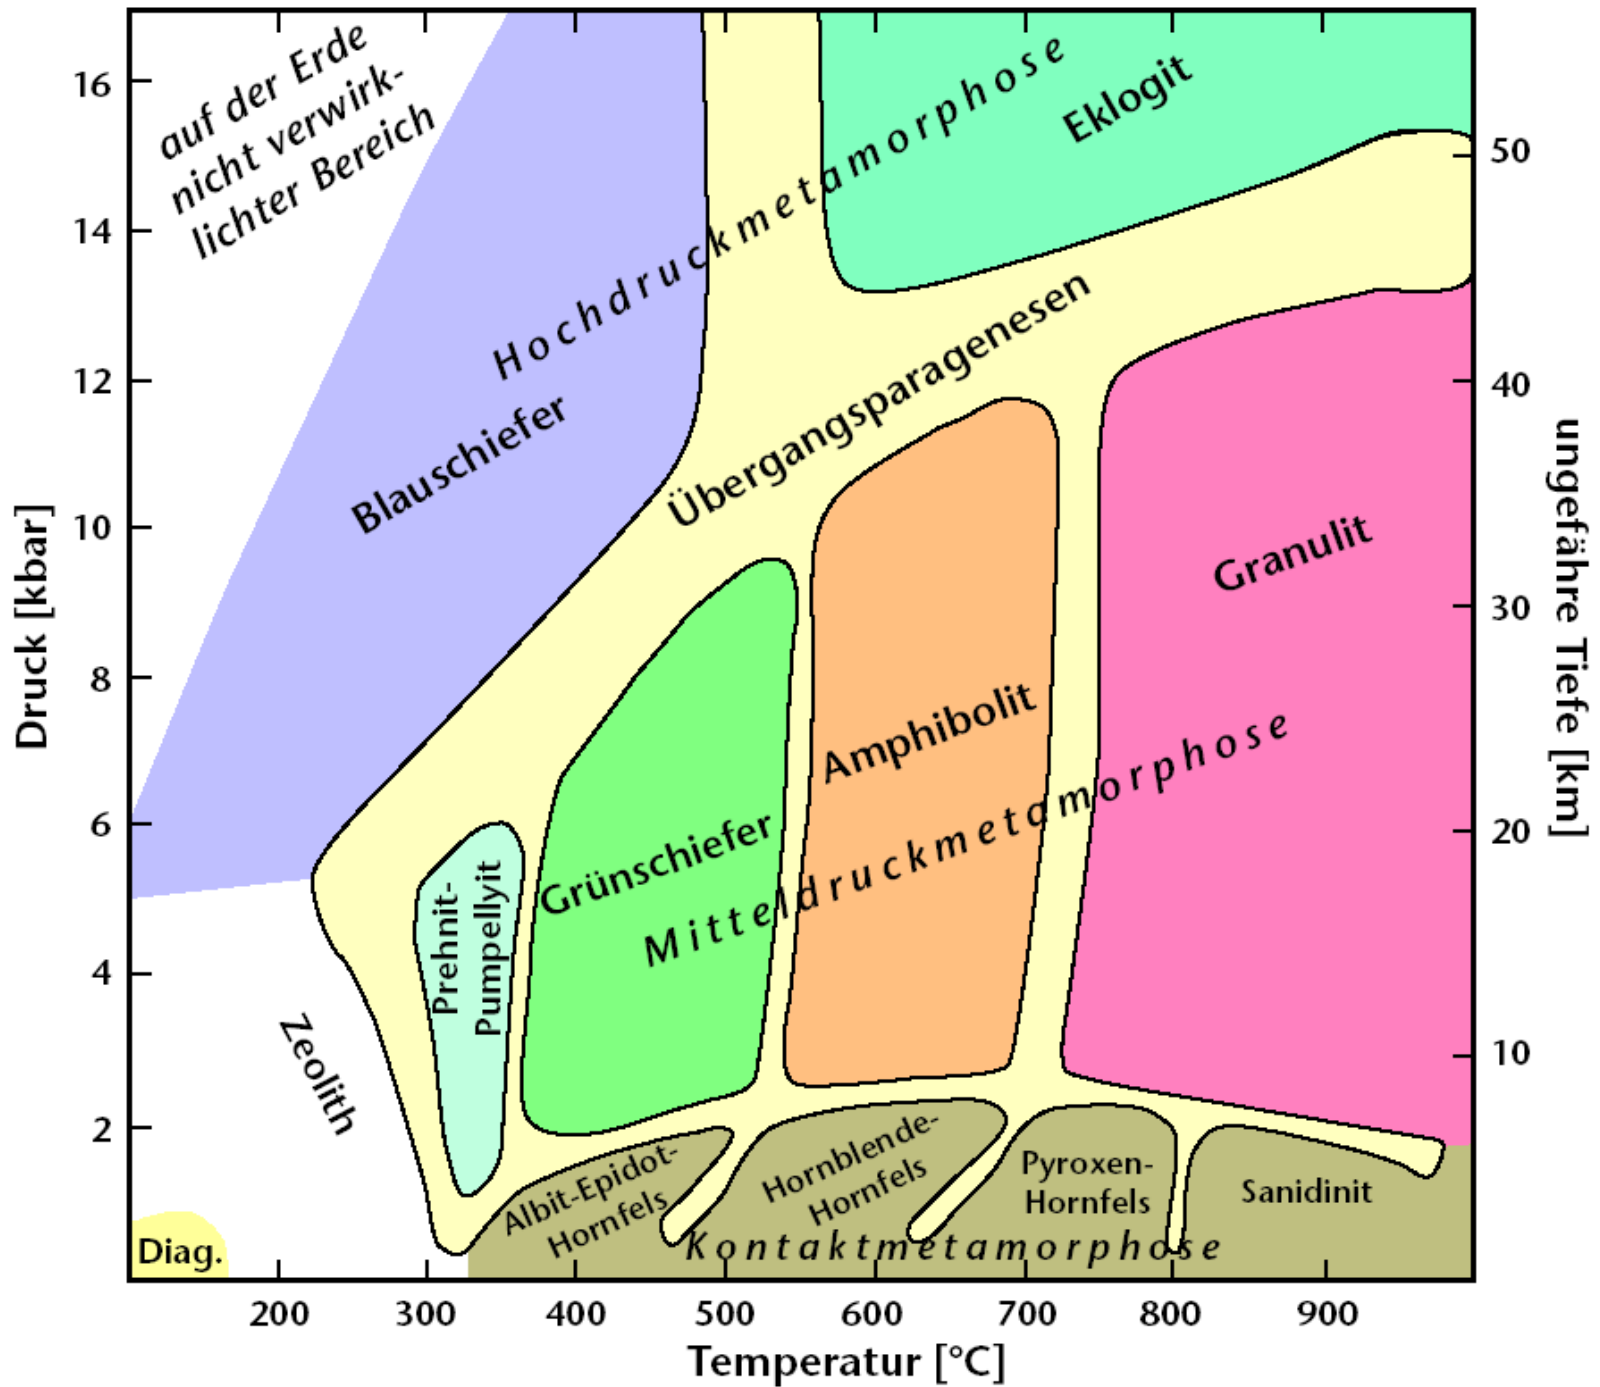 auf der Erde
nicht verwirk-
lichter Bereich
Hochdruckmetamorphose
Eklogit
Blauschiefer
Übergangsparagenesen
Granulit
Amphibolit
Grünschiefer
Mitteldruckmetamorphose
Prehnit-
Pumpellyit
Zeolith
Albit-Epidot-
Hornfels
Hornblende-
Hornfels
Pyroxen-
Hornfels
Sanidinit
Kontaktmetamorphose
Diag.
16
14
12
10
8
6
4
2
Druck [kbar]
50
40
30
20
10
ungefähre Tiefe [km]
200
300
400
500
600
700
800
900
Temperatur [°C]